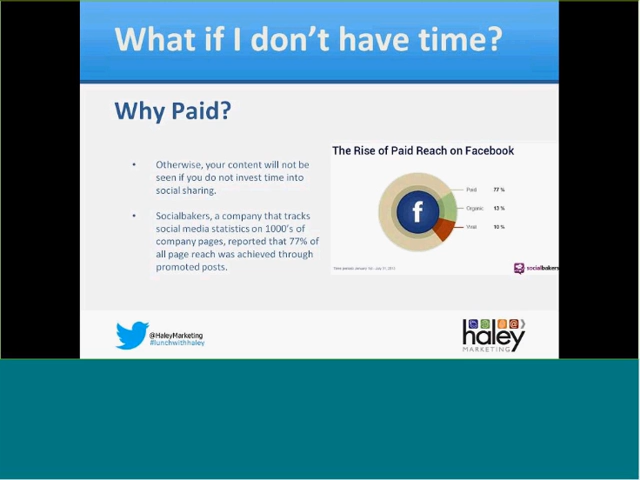 What if I don't have time?
Why Paid?
• Otherwise, your content will not be
seen if you do not invest time into
social sharing.
• Socialbakers, a company that tracks
social media statistics on 1000's of
company pages, reported that 77% of
all page reach was achieved through
promoted posts.
The Rise of Paid Reach on Facebook
f
Paid 77 %
Organic 13 %
Viral 10 %
socialbakers
@HaleyMarketing
#lunchwithhaley
haley
MARKETING